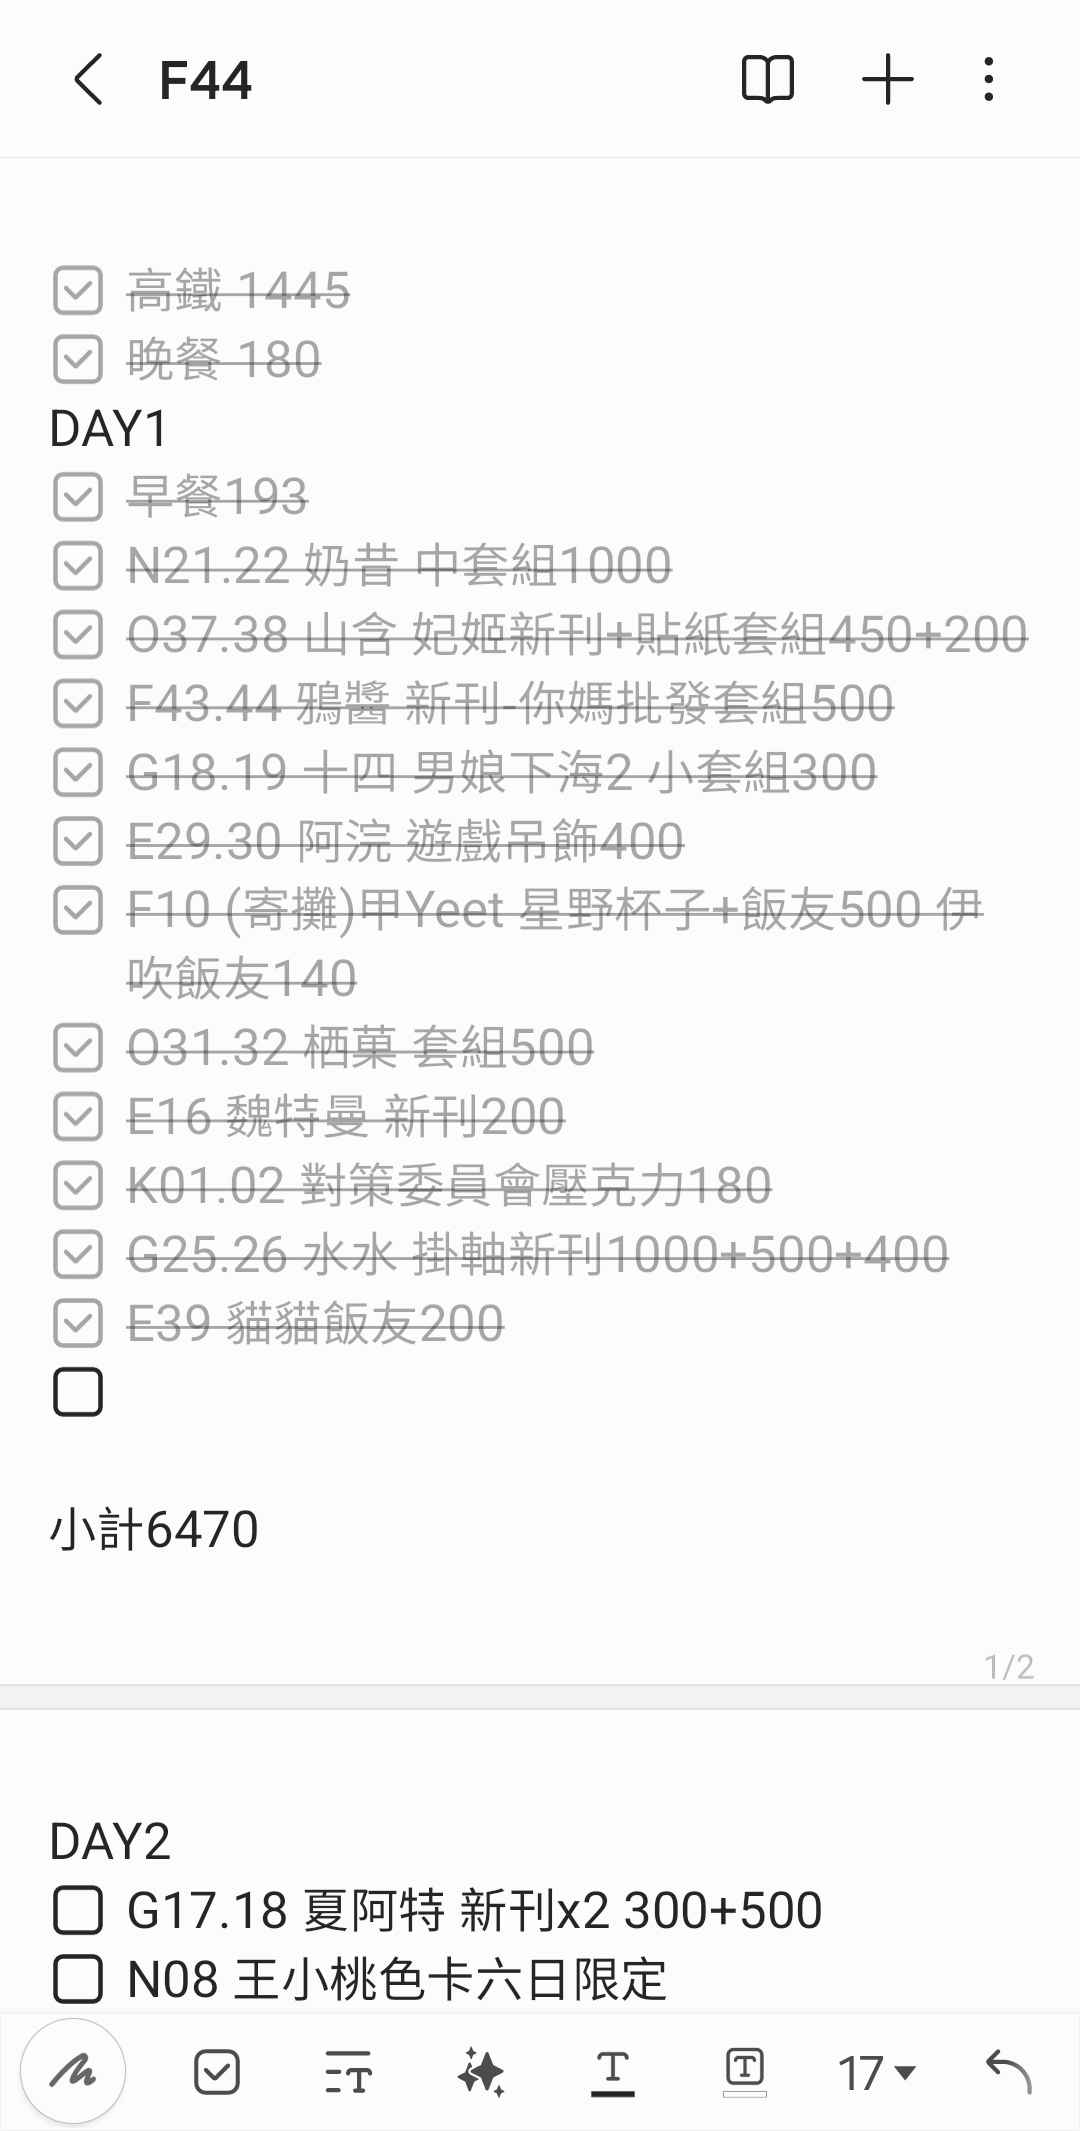 F44
高鐵 1445
晚餐 180
DAY1
早餐193
N21.22 奶昔 中套組1000
O37.38 山含 妃姬新刊+貼紙套組450+200
F43.44 鴉醬 新刊-你媽批發套組500
G18.19 十四 男娘下海2 小套組300
E29.30 阿浣 遊戲吊飾400
F10 (寄攤)甲Yeet 星野杯子+飯友500 伊
吹飯友140
O31.32 栖菓 套組500
E16 魏特曼 新刊200
K01.02 對策委員會壓克力180
G25.26 水水 掛軸新刊1000+500+400
E39 貓貓飯友200
小計6470
1/2
DAY2
G17.18 夏阿特 新刊x2 300+500
N08 王小桃色卡六日限定
17